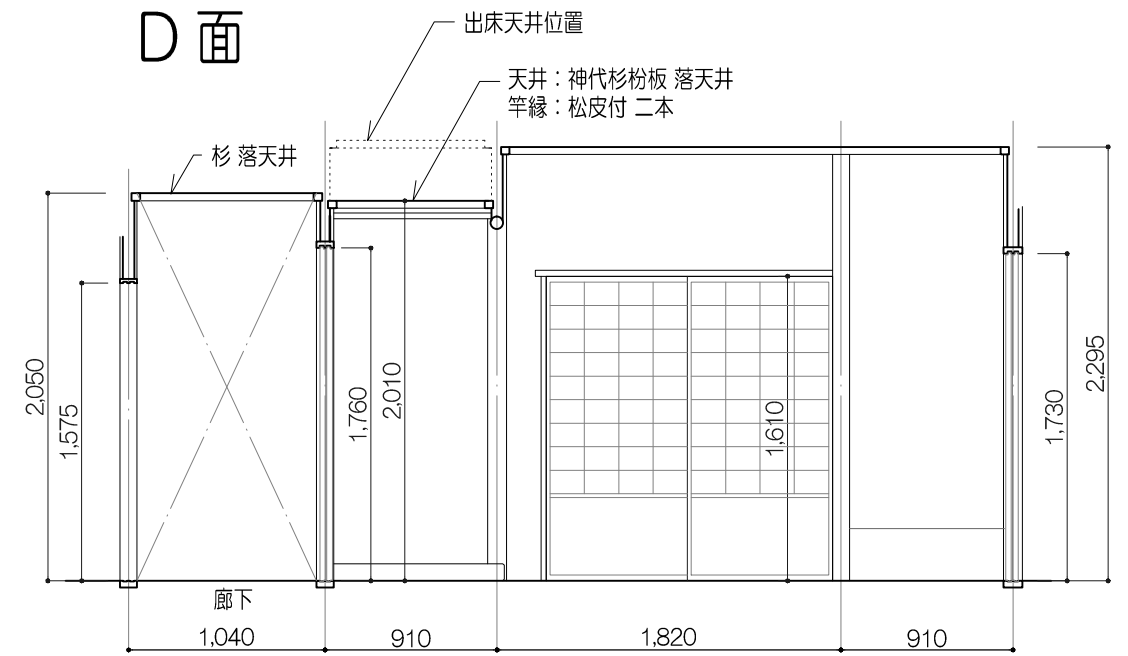 D 面
出床天井位置
天井：神代杉枌板 落天井
竿縁：松皮付 二本
杉 落天井
2,050
1,575
1,760
2,010
1,610
1,730
2,295
廊下
1,040
910
1,820
910